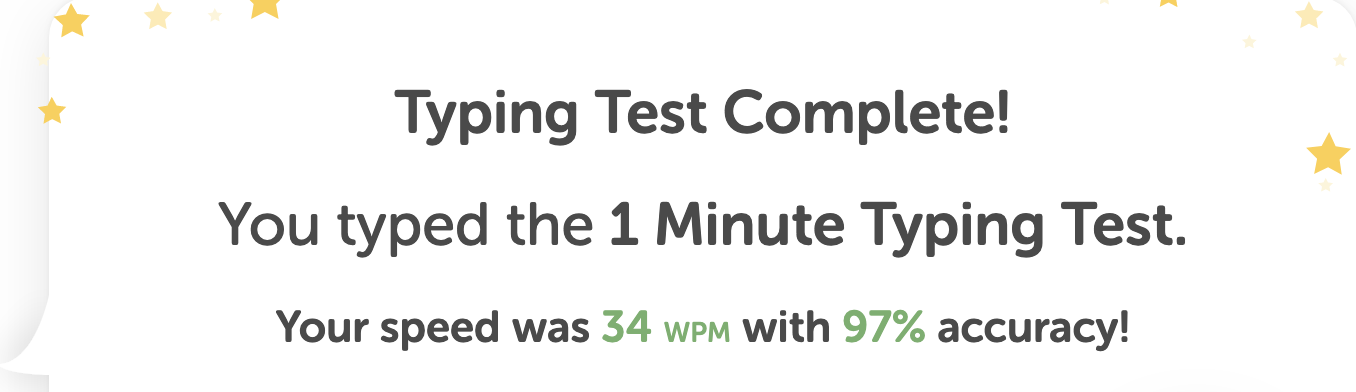 Typing Test Complete!
You typed the 1 Minute Typing Test.
Your speed was 34 WPM with 97% accuracy!